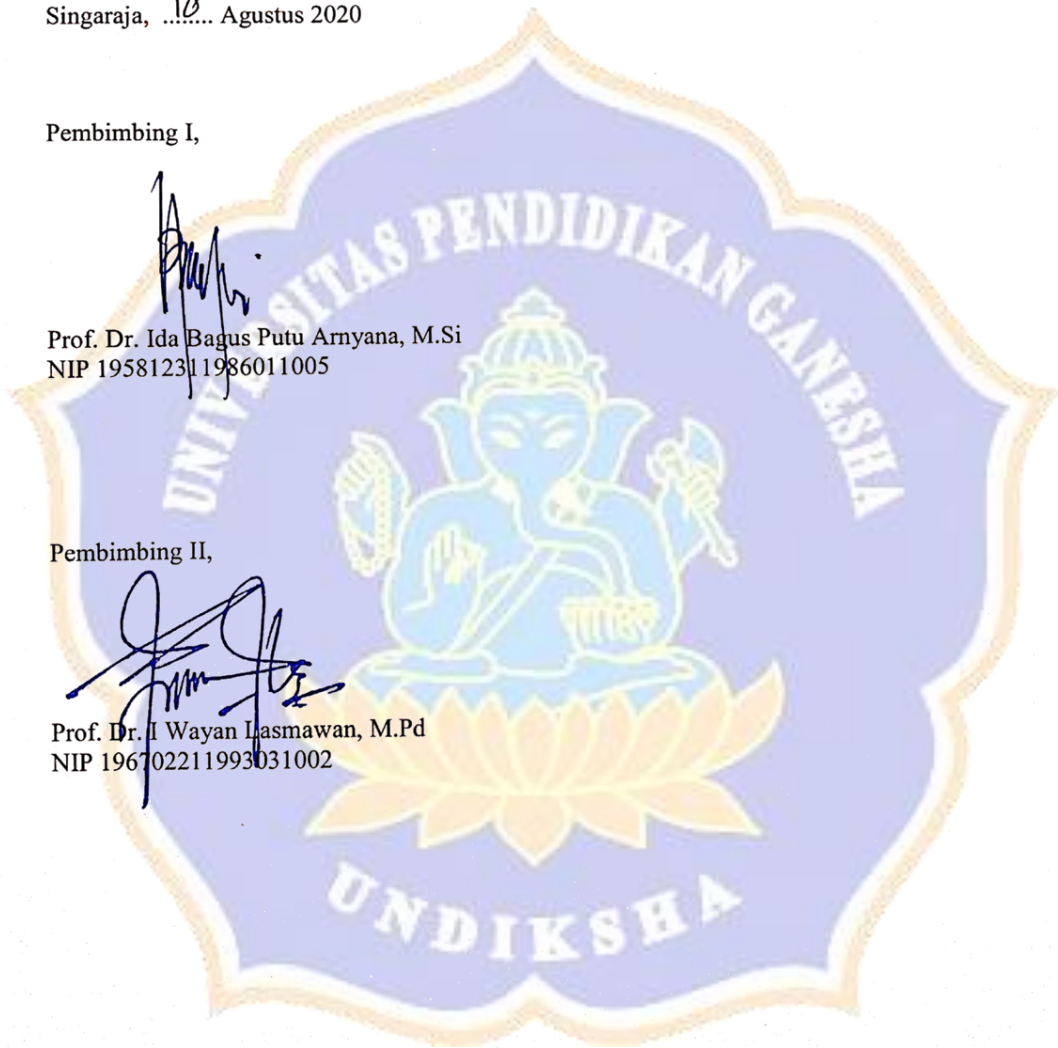 Singaraja, ...10... Agustus 2020
Pembimbing I,
Prof. Dr. Ida Bagus Putu Arnyana, M.Si
NIP 195812311986011005
Pembimbing II,
Prof. Dr. I Wayan Lasmawan, M.Pd
NIP 196702211993031002
UNIVERSITAS PENDIDIKAN GANESHA
UNDIKSHA